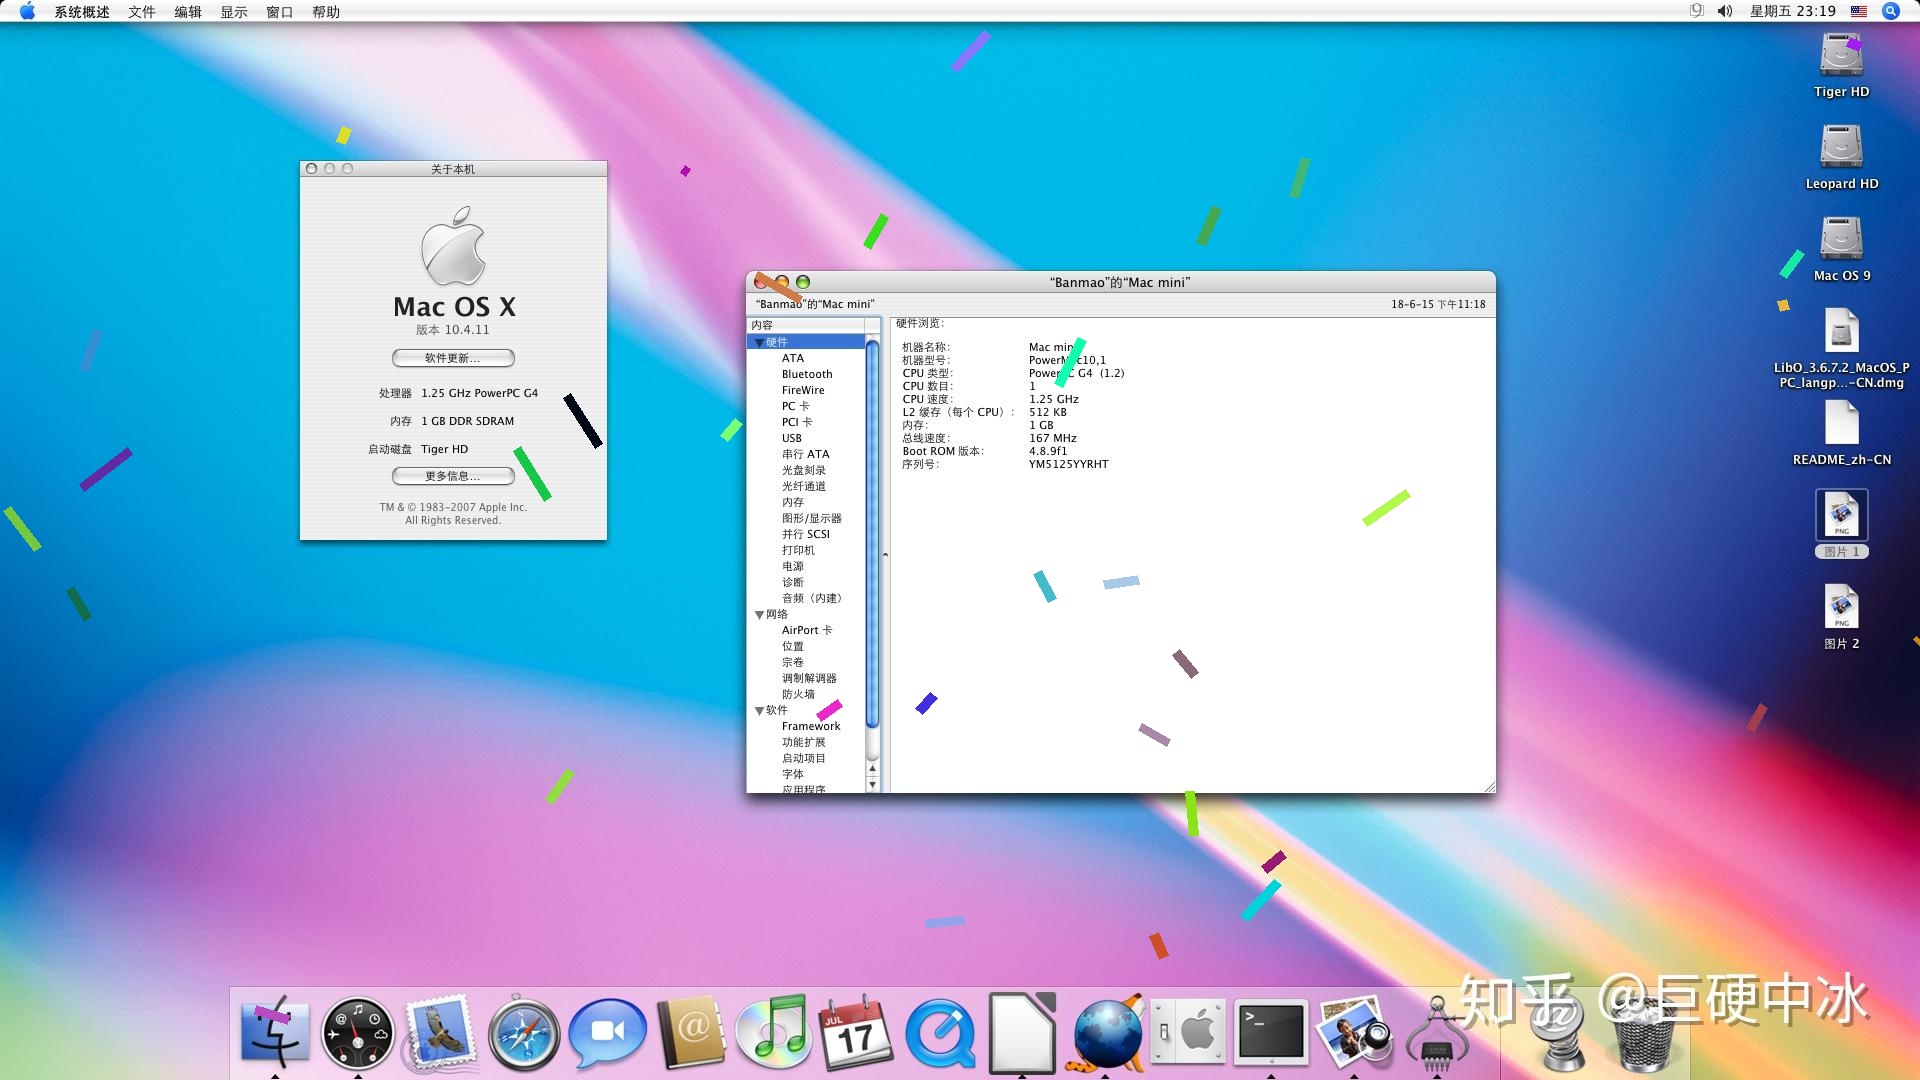 系统概述 文件 编辑 显示 窗口 帮助
星期五 23:19
Tiger HD
Leopard HD
Mac OS 9
LibO_3.6.7.2_MacOS_P
PC_langp...-CN.dmg
README_zh-CN
PNG
图片 1
PNG
图片 2
关于本机
Mac OS X
版本 10.4.11
软件更新...
处理器 1.25 GHz PowerPC G4
内存 1 GB DDR SDRAM
启动磁盘 Tiger HD
更多信息...
TM & © 1983-2007 Apple Inc.
All Rights Reserved.
“Banmao”的“Mac mini”
“Banmao”的“Mac mini”
18-6-15 下午11:18
内容
硬件
ATA
Bluetooth
FireWire
PC 卡
PCI 卡
USB
串行 ATA
光盘刻录
光纤通道
内存
图形/显示器
并行 SCSI
打印机
电源
诊断
音频（内建）
网络
AirPort 卡
位置
宗卷
调制解调器
防火墙
软件
Framework
功能扩展
启动项目
字体
应用程序
硬件浏览：
机器名称： Mac mini
机器型号： PowerMac10,1
CPU 类型： PowerPC G4 (1.2)
CPU 数目： 1
CPU 速度： 1.25 GHz
L2 缓存（每个 CPU）： 512 KB
内存： 1 GB
总线速度： 167 MHz
Boot ROM 版本： 4.8.9f1
序列号： YM5125YYRHT
JUL
17
知乎 @巨硬中冰